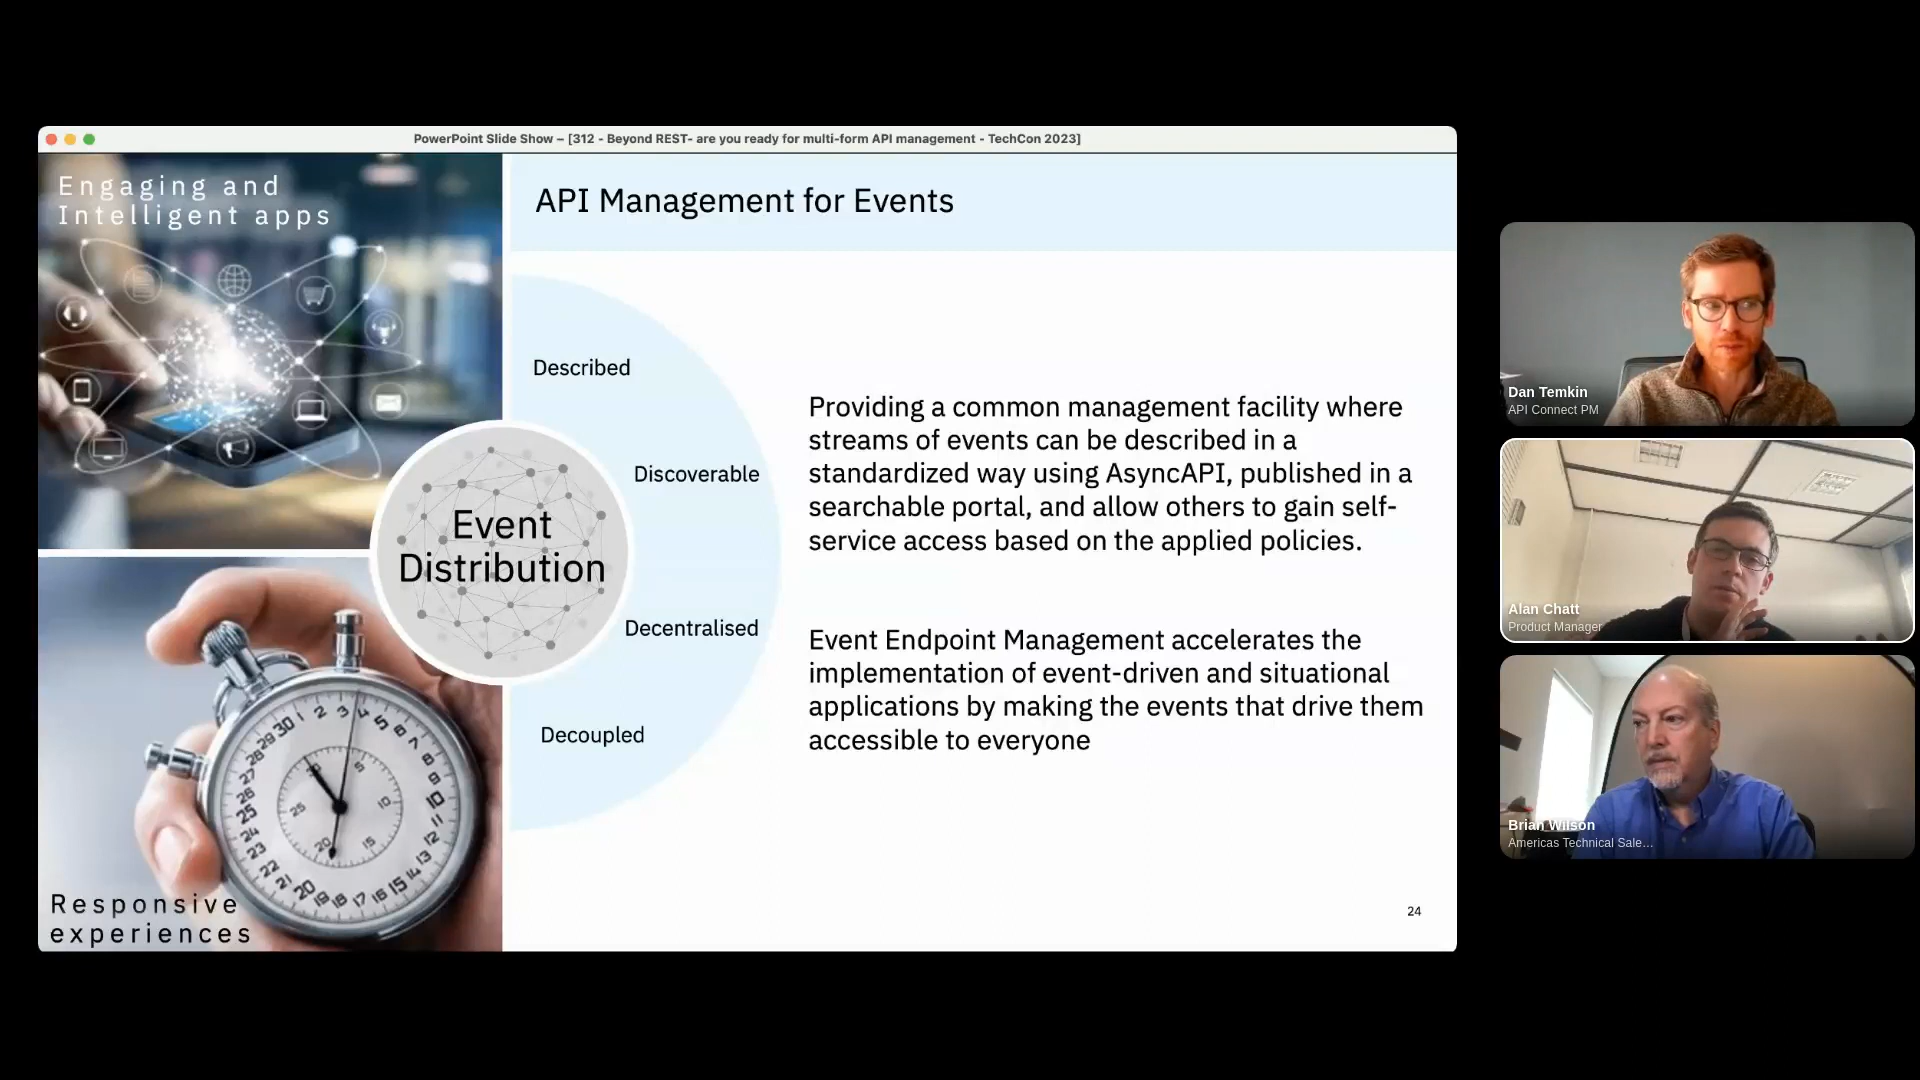 PowerPoint Slide Show – [312 - Beyond REST- are you ready for multi-form API management - TechCon 2023]
Engaging and
Intelligent apps
API Management for Events
Described
Discoverable
Event
Distribution
Decentralised
Decoupled
Providing a common management facility where
streams of events can be described in a
standardized way using AsyncAPI, published in a
searchable portal, and allow others to gain self-
service access based on the applied policies.
Event Endpoint Management accelerates the
implementation of event-driven and situational
applications by making the events that drive them
accessible to everyone
Responsive
experiences
24
Dan Temkin
API Connect PM
Alan Chatt
Product Manager
Brian Wilson
Americas Technical Sale...